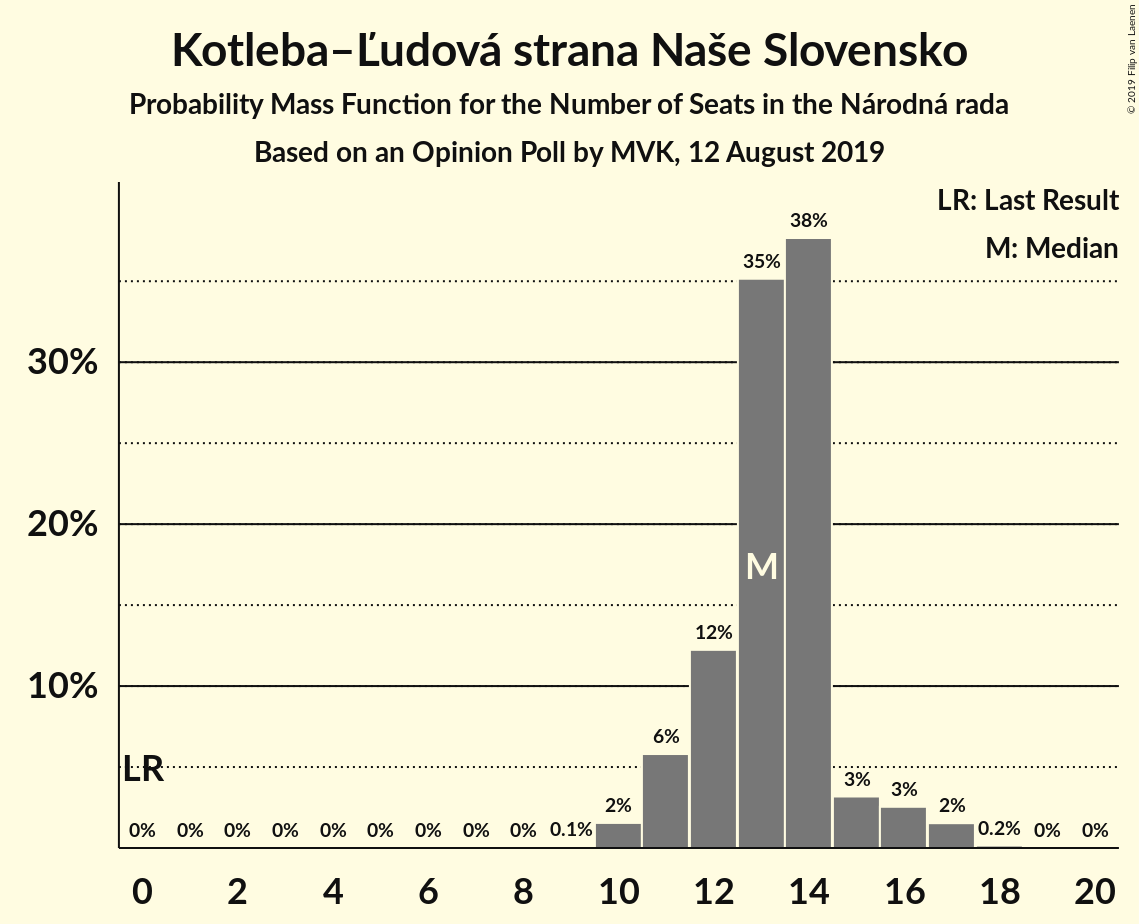 Kotleba–Ľudová strana Naše Slovensko
Probability Mass Function for the Number of Seats in the Národná rada
Based on an Opinion Poll by MVK, 12 August 2019
© 2019 Filip van Laenen
LR: Last Result
M: Median
38%
35%
30%
20%
M
12%
10%
6%
LR
3%
3%
2%
2%
0% 0% 0% 0% 0% 0% 0% 0% 0% 0.1% 0.2% 0% 0%
0 2 4 6 8 10 12 14 16 18 20